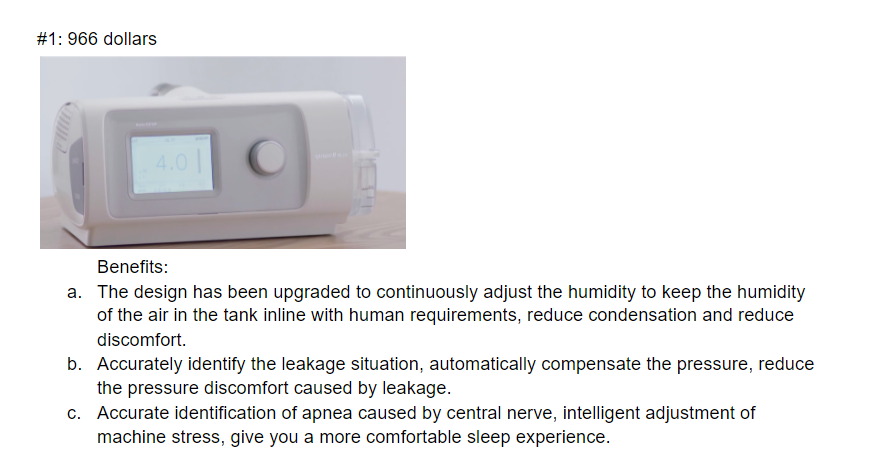 #1: 966 dollars
4.0
Benefits:
a. The design has been upgraded to continuously adjust the humidity to keep the humidity
of the air in the tank inline with human requirements, reduce condensation and reduce
discomfort.
b. Accurately identify the leakage situation, automatically compensate the pressure, reduce
the pressure discomfort caused by leakage.
c. Accurate identification of apnea caused by central nerve, intelligent adjustment of
machine stress, give you a more comfortable sleep experience.